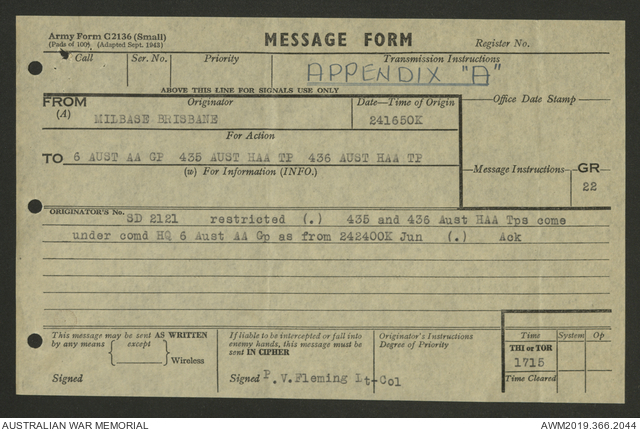 Army Form C2136 (Small)
(Pads of 100). (Adapted Sept. 1943)
MESSAGE FORM
Register No.
Call
Ser. No.
Priority
Transmission Instructions
APPENDIX "A"
ABOVE THIS LINE FOR SIGNALS USE ONLY
FROM
(A)
Originator
Date—Time of Origin
Office Date Stamp
MILBASE BRISBANE
241650K
For Action
TO 6 AUST AA GP 435 AUST HAA TP 436 AUST HAA TP
(w) For Information (INFO.)
Message Instructions
GR
22
ORIGINATOR'S No.
SD 2121 restricted (.) 435 and 436 Aust HAA Tps come
under comd HQ 6 Aust AA Gp as from 242400K Jun (.) Ack
This message may be sent AS WRITTEN
by any means except
Wireless
Signed
If liable to be intercepted or fall into
enemy hands, this message must be
sent IN CIPHER
Signed P.V.Fleming Lt-Col
Originator's Instructions
Degree of Priority
Time
System
Op
THI or TOR
1715
Time Cleared
AUSTRALIAN WAR MEMORIAL
AWM2019.366.2044